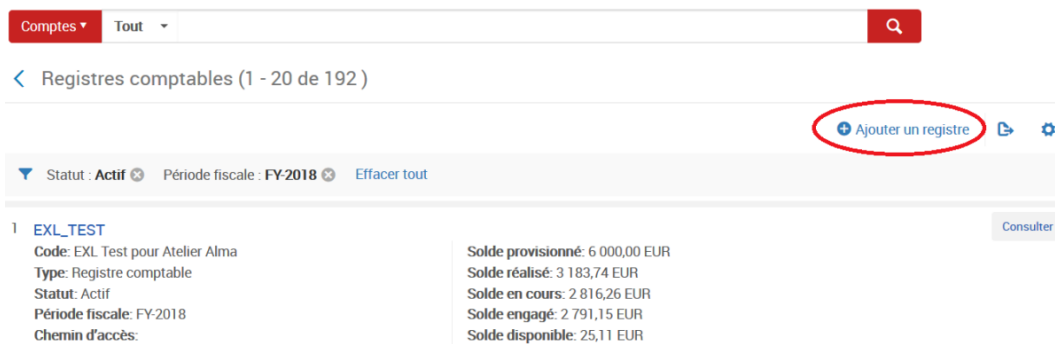 Comptes Tout
Registres comptables (1 - 20 de 192 )
Ajouter un registre
Statut : Actif Période fiscale : FY-2018 Effacer tout
1 EXL_TEST Consulter
Code: EXL Test pour Atelier Alma
Type: Registre comptable
Statut: Actif
Période fiscale: FY-2018
Chemin d'accès:
Solde provisionné: 6 000,00 EUR
Solde réalisé: 3 183,74 EUR
Solde en cours: 2 816,26 EUR
Solde engagé: 2 791,15 EUR
Solde disponible: 25,11 EUR